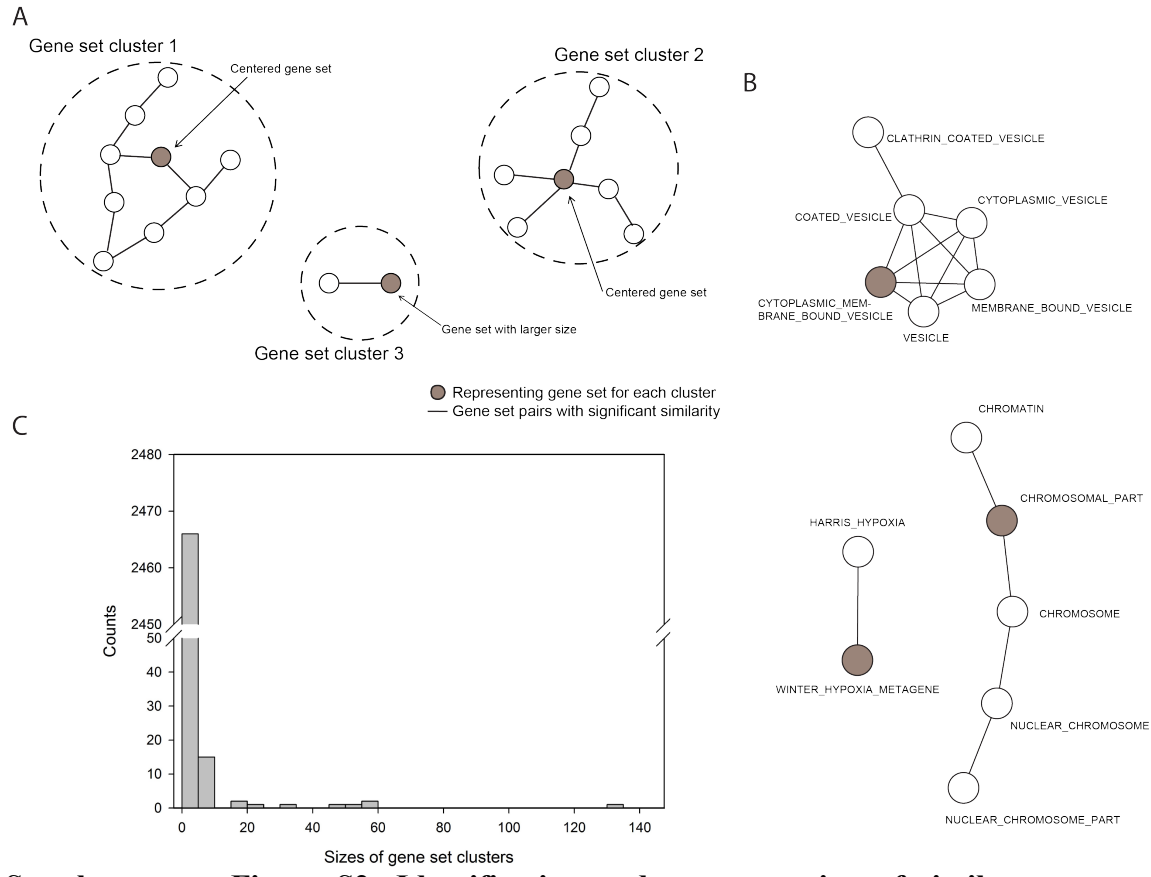 A
Gene set cluster 1
Centered gene set
Gene set cluster 2
Centered gene set
Gene set cluster 3
Gene set with larger size
Representing gene set for each cluster
Gene set pairs with significant similarity
B
CLATHRIN_COATED_VESICLE
CYTOPLASMIC_VESICLE
COATED_VESICLE
CYTOPLASMIC_MEM-
BRANE_BOUND_VESICLE
MEMBRANE_BOUND_VESICLE
VESICLE
CHROMATIN
CHROMOSOMAL_PART
HARRIS_HYPOXIA
CHROMOSOME
WINTER_HYPOXIA_METAGENE
NUCLEAR_CHROMOSOME
NUCLEAR_CHROMOSOME_PART
C
2480
2470
2460
2450
50
40
30
20
10
0
Counts
0 20 40 60 80 100 120 140
Sizes of gene set clusters